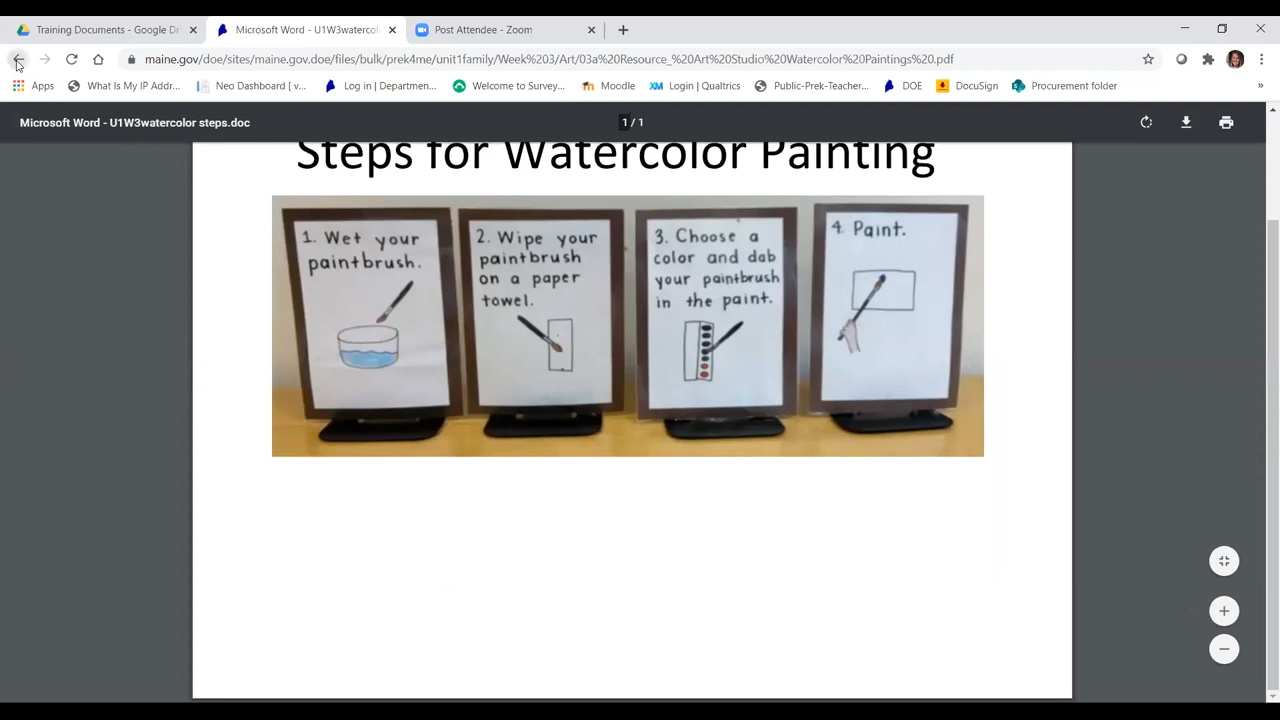 Training Documents - Google Dr
Microsoft Word - U1W3watercolo
Post Attendee - Zoom
maine.gov/doe/sites/maine.gov.doe/files/bulk/prek4me/unit1family/Week%203/Art/03a%20Resource_%20Art%20Studio%20Watercolor%20Paintings%20.pdf
Apps
What Is My IP Addr...
Neo Dashboard [ v...
Log in | Departmen...
Welcome to Survey...
Moodle
XM Login | Qualtrics
Public-Prek-Teacher...
DOE
DocuSign
Procurement folder
»
Microsoft Word - U1W3watercolor steps.doc
1 / 1
Steps for Watercolor Painting
1. Wet your
paintbrush.
2. Wipe your
paintbrush
on a paper
towel.
3. Choose a
color and dab
your paintbrush
in the paint.
4. Paint.